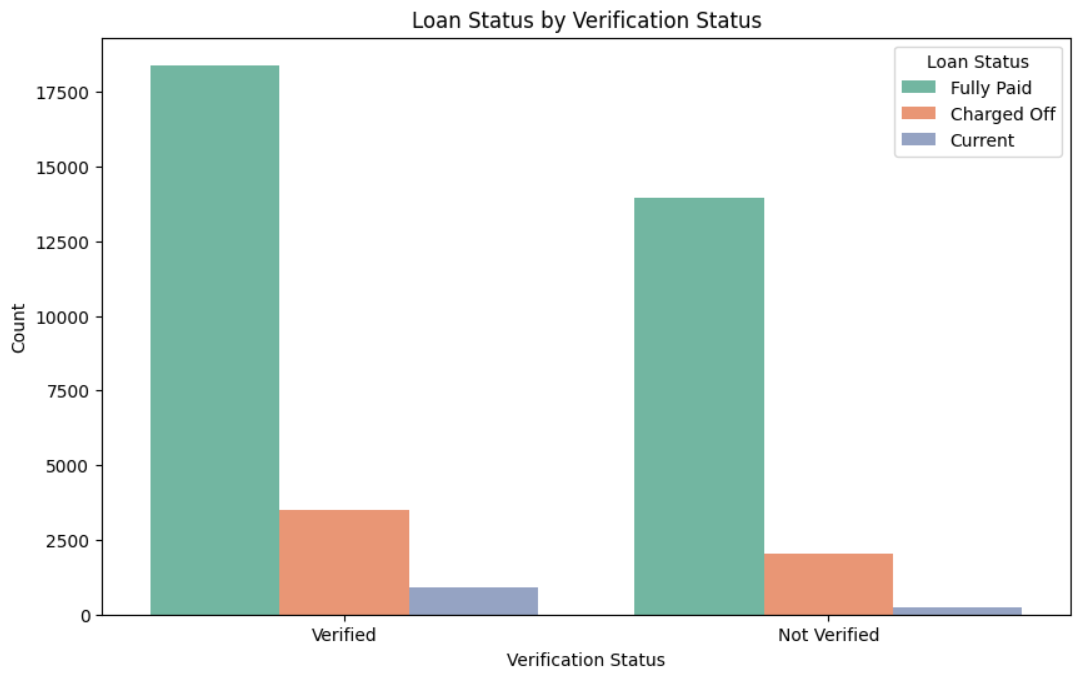 Loan Status by Verification Status
Loan Status
Fully Paid
Charged Off
Current
17500
15000
12500
10000
7500
5000
2500
0
Count
Verified
Not Verified
Verification Status